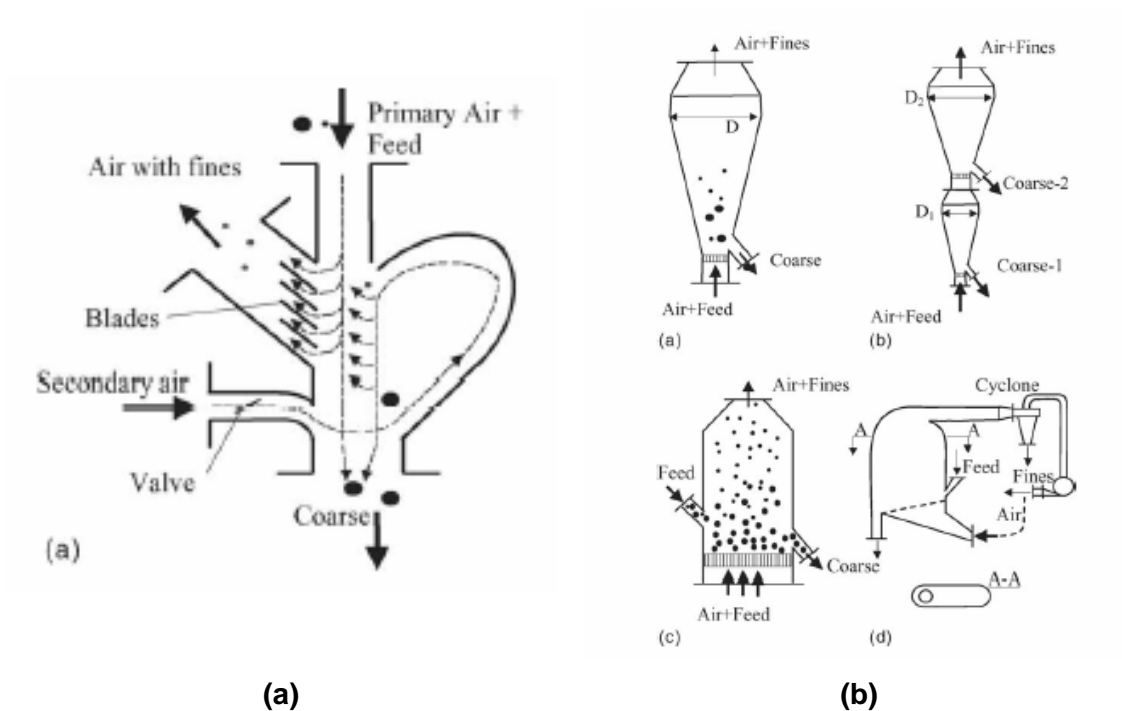 Primary Air +
Feed
Air with fines
Blades
Secondary air
Valve
Coarse
(a)
(a)
Air+Fines
D
Coarse
Air+Feed
(a)
Air+Fines
D2
Coarse-2
D1
Coarse-1
Air+Feed
(b)
Air+Fines
Feed
Coarse
Air+Feed
(c)
Cyclone
A
A
Feed
Fines
Air
A-A
(d)
(b)